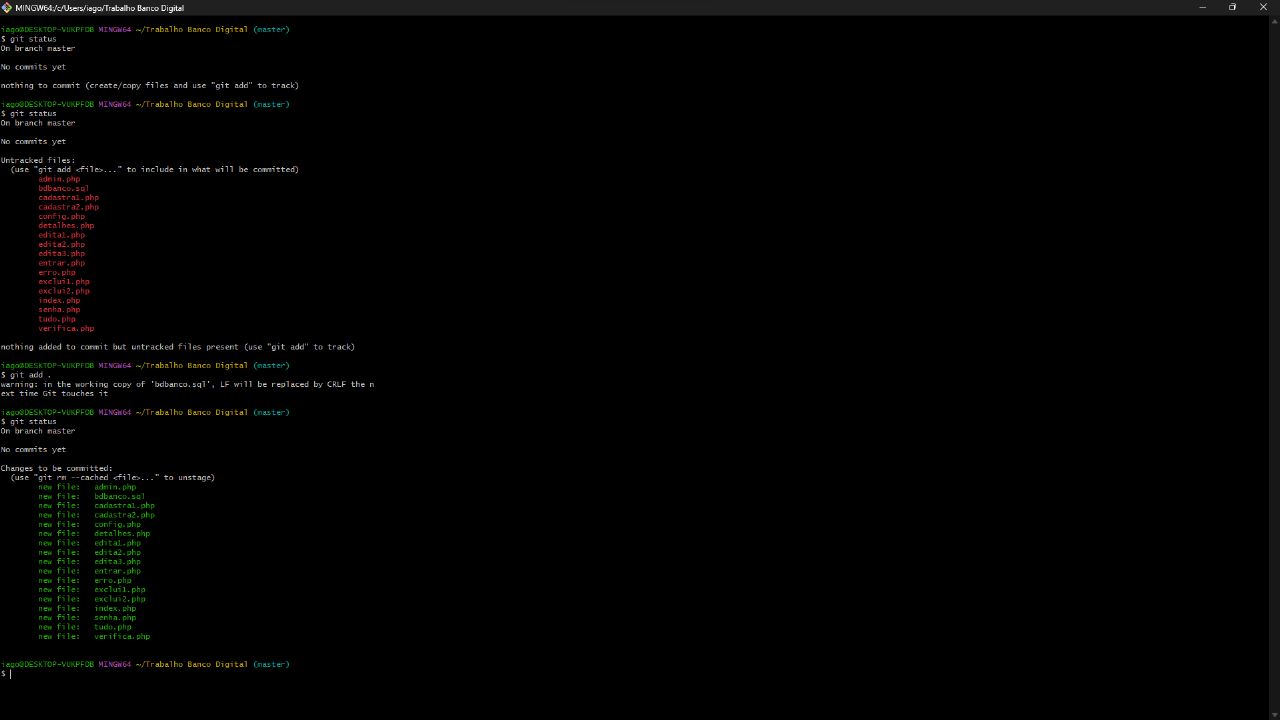 MINGW64:/c/Users/iago/Trabalho Banco Digital
iago@DESKTOP-VUKPFOB MINGW64 ~/Trabalho Banco Digital (master)
$ git status
On branch master
No commits yet
nothing to commit (create/copy files and use "git add" to track)
iago@DESKTOP-VUKPFOB MINGW64 ~/Trabalho Banco Digital (master)
$ git status
On branch master
No commits yet
Untracked files:
(use "git add <file>..." to include in what will be committed)
admin.php
bdbanco.sql
cadastra1.php
cadastra2.php
config.php
detalhes.php
edita1.php
edita2.php
edita3.php
entrar.php
erro.php
exclui1.php
exclui2.php
index.php
senha.php
tudo.php
verifica.php
nothing added to commit but untracked files present (use "git add" to track)
iago@DESKTOP-VUKPFOB MINGW64 ~/Trabalho Banco Digital (master)
$ git add .
warning: in the working copy of 'bdbanco.sql', LF will be replaced by CRLF the n
ext time Git touches it
iago@DESKTOP-VUKPFOB MINGW64 ~/Trabalho Banco Digital (master)
$ git status
On branch master
No commits yet
Changes to be committed:
(use "git rm --cached <file>..." to unstage)
new file:   admin.php
new file:   bdbanco.sql
new file:   cadastra1.php
new file:   cadastra2.php
new file:   config.php
new file:   detalhes.php
new file:   edita1.php
new file:   edita2.php
new file:   edita3.php
new file:   entrar.php
new file:   erro.php
new file:   exclui1.php
new file:   exclui2.php
new file:   index.php
new file:   senha.php
new file:   tudo.php
new file:   verifica.php
iago@DESKTOP-VUKPFOB MINGW64 ~/Trabalho Banco Digital (master)
$